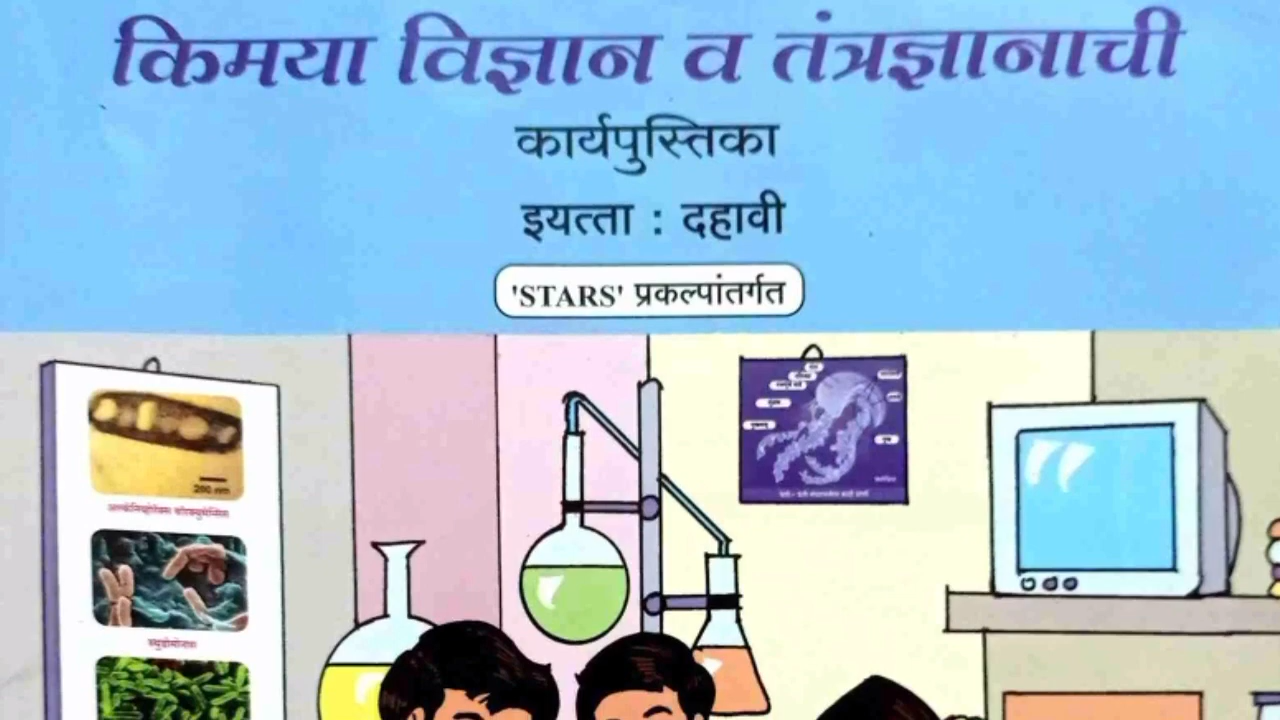 किमया विज्ञान व तंत्रज्ञानाची
कार्यपुस्तिका
इयत्ता : दहावी
'STARS' प्रकल्पांतर्गत
200 nm
स्युडोमोनास